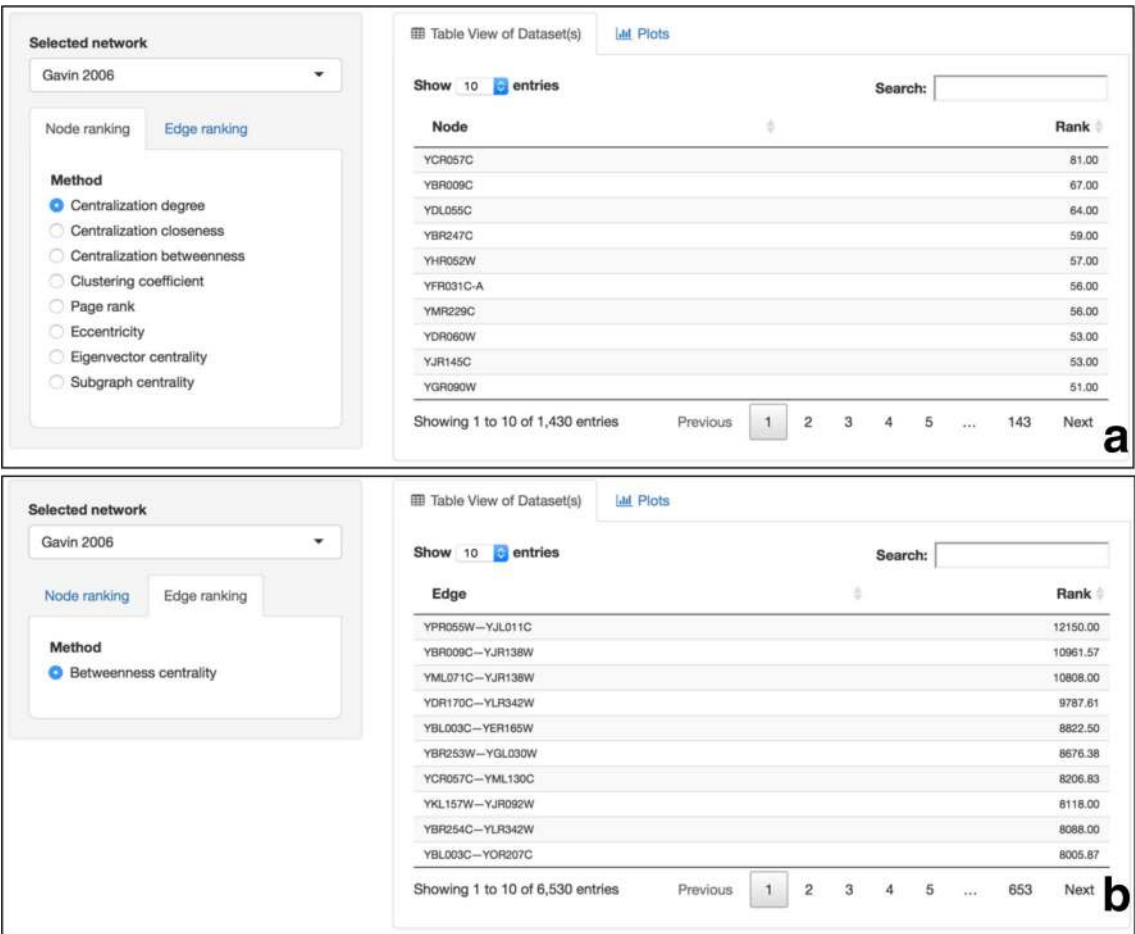 Selected network
Gavin 2006
Node ranking Edge ranking
Method
Centralization degree
Centralization closeness
Centralization betweenness
Clustering coefficient
Page rank
Eccentricity
Eigenvector centrality
Subgraph centrality
Table View of Dataset(s) Plots
Show 10 entries Search:
Node Rank
YCR057C 81.00
YBR009C 67.00
YDL055C 64.00
YBR247C 59.00
YHR052W 57.00
YFR031C-A 56.00
YMR229C 56.00
YDR060W 53.00
YJR145C 53.00
YGR090W 51.00
Showing 1 to 10 of 1,430 entries Previous 1 2 3 4 5 ... 143 Next
a
Selected network
Gavin 2006
Node ranking Edge ranking
Method
Betweenness centrality
Table View of Dataset(s) Plots
Show 10 entries Search:
Edge Rank
YPR055W—YJL011C 12150.00
YBR009C—YJR138W 10961.57
YML071C—YJR138W 10808.00
YDR170C—YLR342W 9787.61
YBL003C—YER165W 8822.50
YBR253W—YGL030W 8676.38
YCR057C—YML130C 8206.83
YKL157W—YJR092W 8118.00
YBR254C—YLR342W 8088.00
YBL003C—YOR207C 8005.87
Showing 1 to 10 of 6,530 entries Previous 1 2 3 4 5 ... 653 Next
b